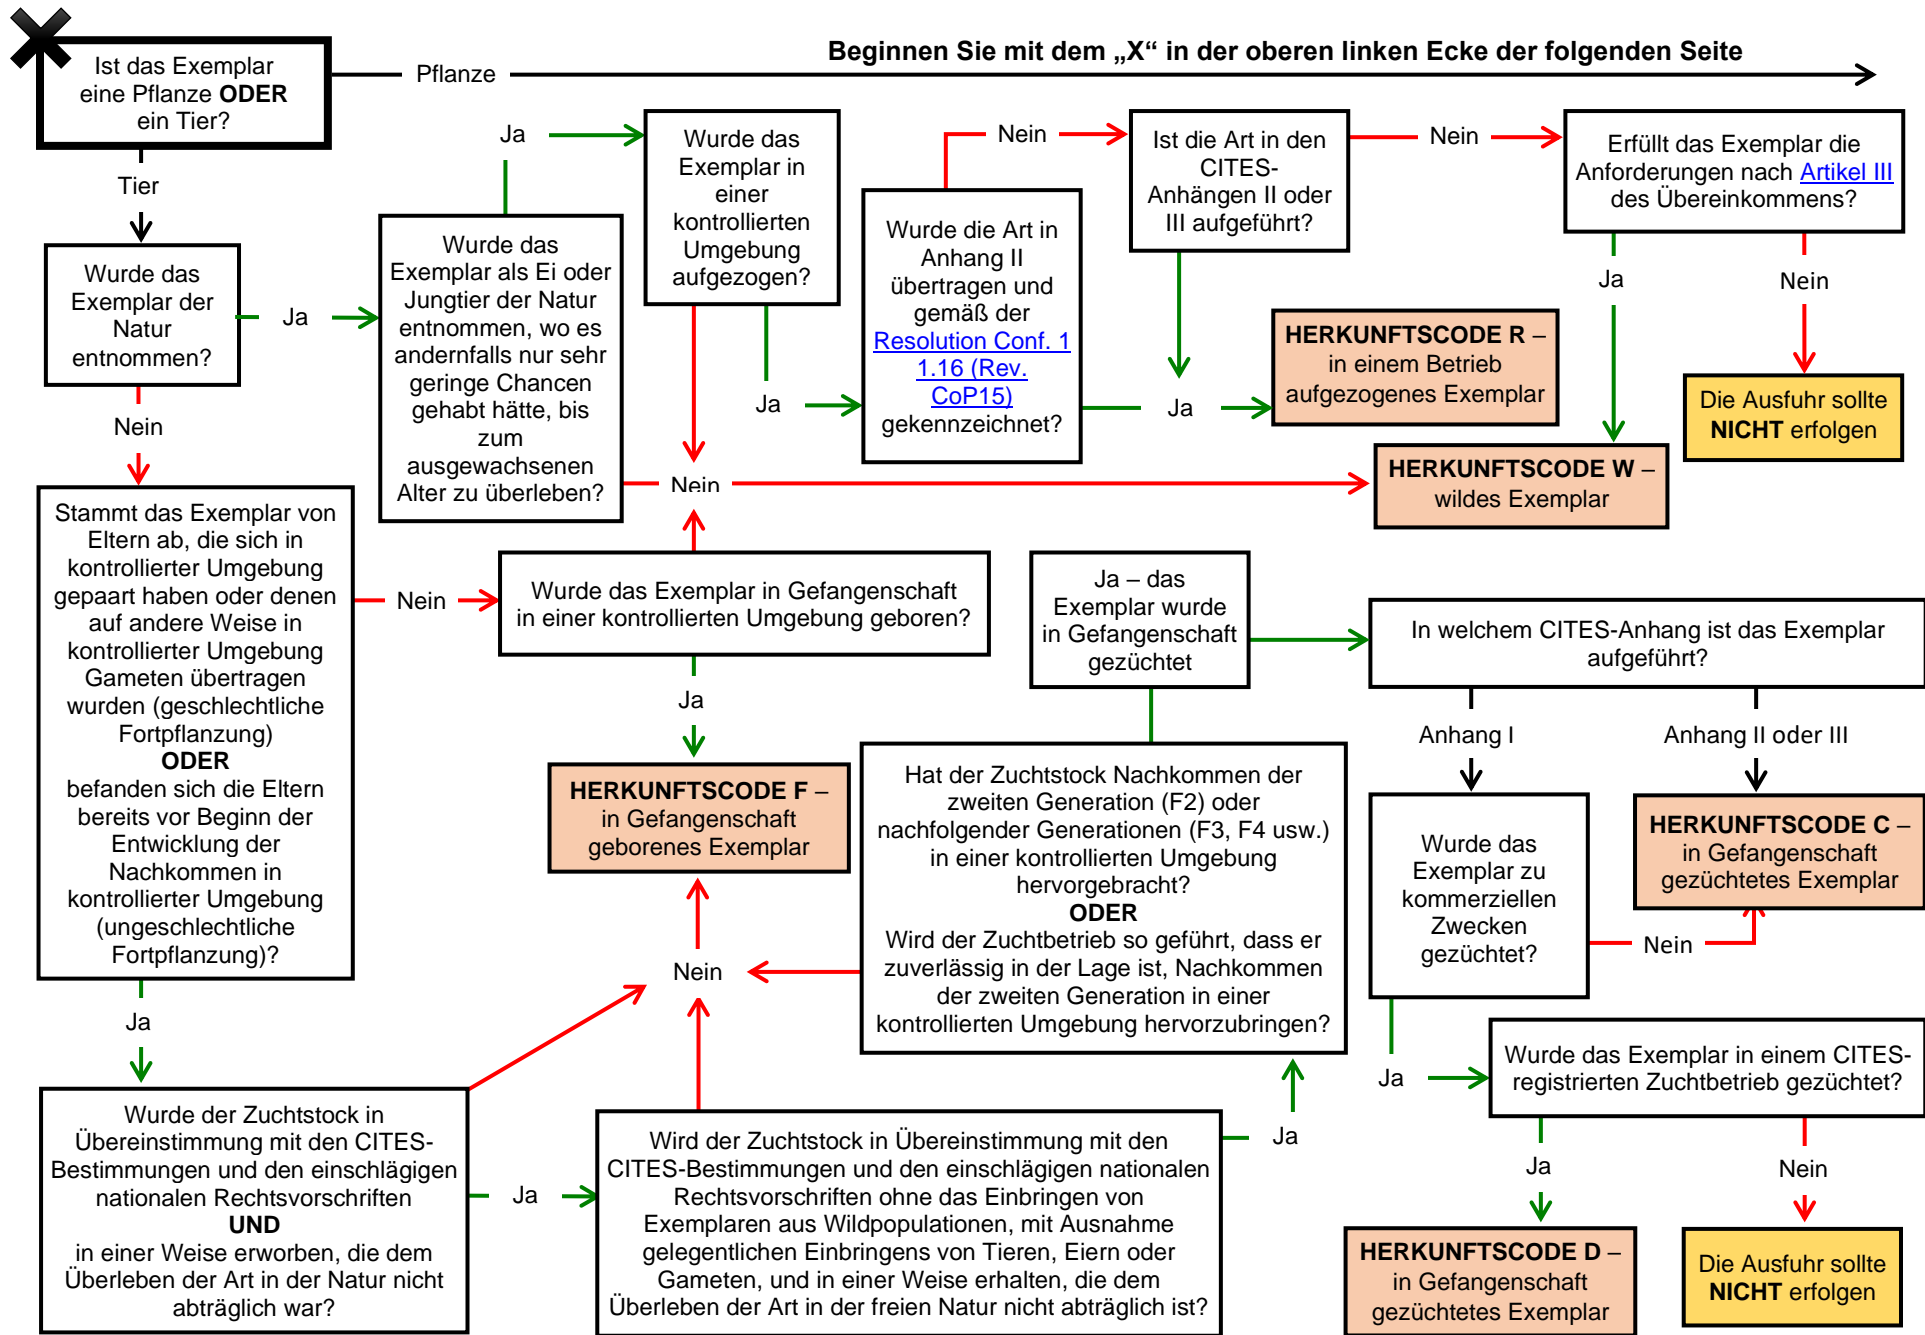 Beginnen Sie mit dem „X“ in der oberen linken Ecke der folgenden Seite
Ist das Exemplar
eine Pflanze ODER
ein Tier?
Pflanze
Tier
Wurde das
Exemplar der
Natur
entnommen?
Ja
Nein
Wurde das
Exemplar als Ei oder
Jungtier der Natur
entnommen, wo es
andernfalls nur sehr
geringe Chancen
gehabt hätte, bis
zum
ausgewachsenen
Alter zu überleben?
Ja
Wurde das
Exemplar in
einer
kontrollierten
Umgebung
aufgezogen?
Ja
Nein
Wurde die Art in
Anhang II
übertragen und
gemäß der
Resolution Conf. 1
1.16 (Rev.
CoP15)
gekennzeichnet?
Nein
Ja
Ist die Art in den
CITES-
Anhängen II oder
III aufgeführt?
Nein
Erfüllt das Exemplar die
Anforderungen nach Artikel III
des Übereinkommens?
Ja
Nein
HERKUNFTSCODE R –
in einem Betrieb
aufgezogenes Exemplar
Die Ausfuhr sollte
NICHT erfolgen
HERKUNFTSCODE W –
wildes Exemplar
Stammt das Exemplar von
Eltern ab, die sich in
kontrollierter Umgebung
gepaart haben oder denen
auf andere Weise in
kontrollierter Umgebung
Gameten übertragen
wurden (geschlechtliche
Fortpflanzung)
ODER
befanden sich die Eltern
bereits vor Beginn der
Entwicklung der
Nachkommen in
kontrollierter Umgebung
(ungeschlechtliche
Fortpflanzung)?
Nein
Ja
Wurde das Exemplar in Gefangenschaft
in einer kontrollierten Umgebung geboren?
Ja
HERKUNFTSCODE F –
in Gefangenschaft
geborenes Exemplar
Nein
Ja – das
Exemplar wurde
in Gefangenschaft
gezüchtet
In welchem CITES-Anhang ist das Exemplar
aufgeführt?
Anhang I
Anhang II oder III
Hat der Zuchtstock Nachkommen der
zweiten Generation (F2) oder
nachfolgender Generationen (F3, F4 usw.)
in einer kontrollierten Umgebung
hervorgebracht?
ODER
Wird der Zuchtbetrieb so geführt, dass er
zuverlässig in der Lage ist, Nachkommen
der zweiten Generation in einer
kontrollierten Umgebung hervorzubringen?
Wurde das
Exemplar zu
kommerziellen
Zwecken
gezüchtet?
Nein
HERKUNFTSCODE C –
in Gefangenschaft
gezüchtetes Exemplar
Ja
Wurde das Exemplar in einem CITES-
registrierten Zuchtbetrieb gezüchtet?
Ja
Nein
Wurde der Zuchtstock in
Übereinstimmung mit den CITES-
Bestimmungen und den einschlägigen
nationalen Rechtsvorschriften
UND
in einer Weise erworben, die dem
Überleben der Art in der Natur nicht
abträglich war?
Ja
Wird der Zuchtstock in Übereinstimmung mit den
CITES-Bestimmungen und den einschlägigen nationalen
Rechtsvorschriften ohne das Einbringen von
Exemplaren aus Wildpopulationen, mit Ausnahme
gelegentlichen Einbringens von Tieren, Eiern oder
Gameten, und in einer Weise erhalten, die dem
Überleben der Art in der freien Natur nicht abträglich ist?
Ja
HERKUNFTSCODE D –
in Gefangenschaft
gezüchtetes Exemplar
Die Ausfuhr sollte
NICHT erfolgen